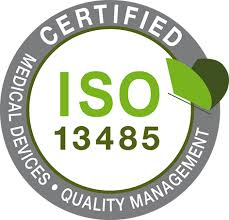 CERTIFIED
ISO
13485
MEDICAL DEVICES • QUALITY MANAGEMENT